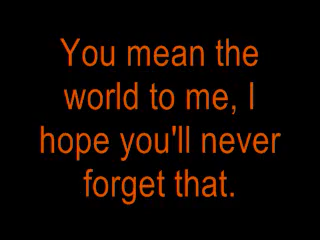 You mean the
world to me, I
hope you'll never
forget that.